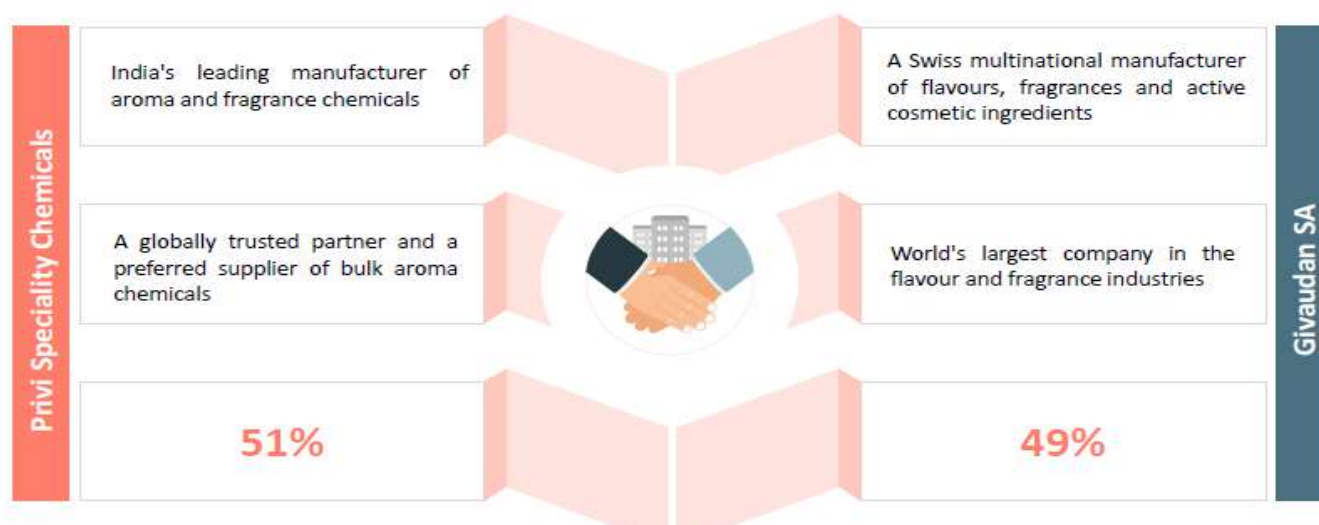 Privi Speciality Chemicals
India's leading manufacturer of
aroma and fragrance chemicals
A globally trusted partner and a
preferred supplier of bulk aroma
chemicals
51%
A Swiss multinational manufacturer
of flavours, fragrances and active
cosmetic ingredients
World's largest company in the
flavour and fragrance industries
49%
Givaudan SA